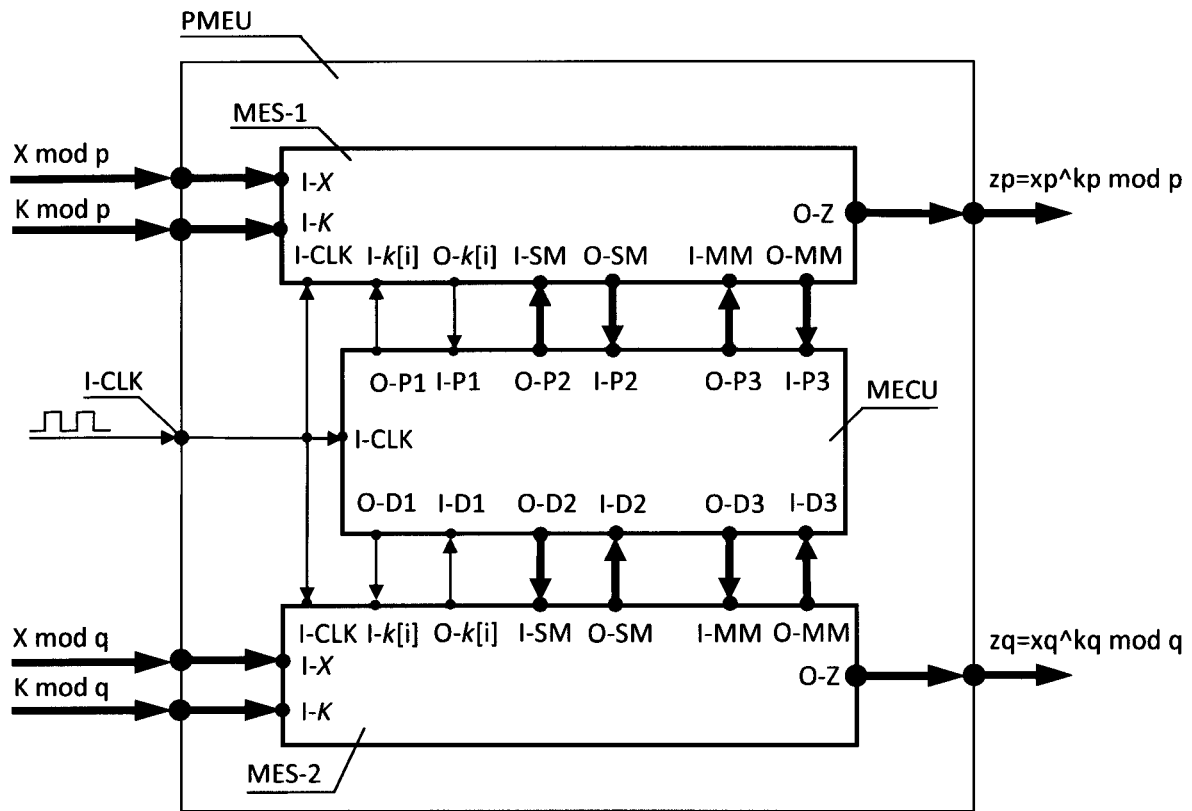 PMEU
MES-1
X mod p
I-X
zp=xp^kp mod p
K mod p
I-K
O-Z
I-CLK I-k[i] O-k[i] I-SM O-SM I-MM O-MM
I-CLK
O-P1 I-P1 O-P2 I-P2 O-P3 I-P3
MECU
I-CLK
O-D1 I-D1 O-D2 I-D2 O-D3 I-D3
I-CLK I-k[i] O-k[i] I-SM O-SM I-MM O-MM
X mod q
I-X
zq=xq^kq mod q
O-Z
K mod q
I-K
MES-2